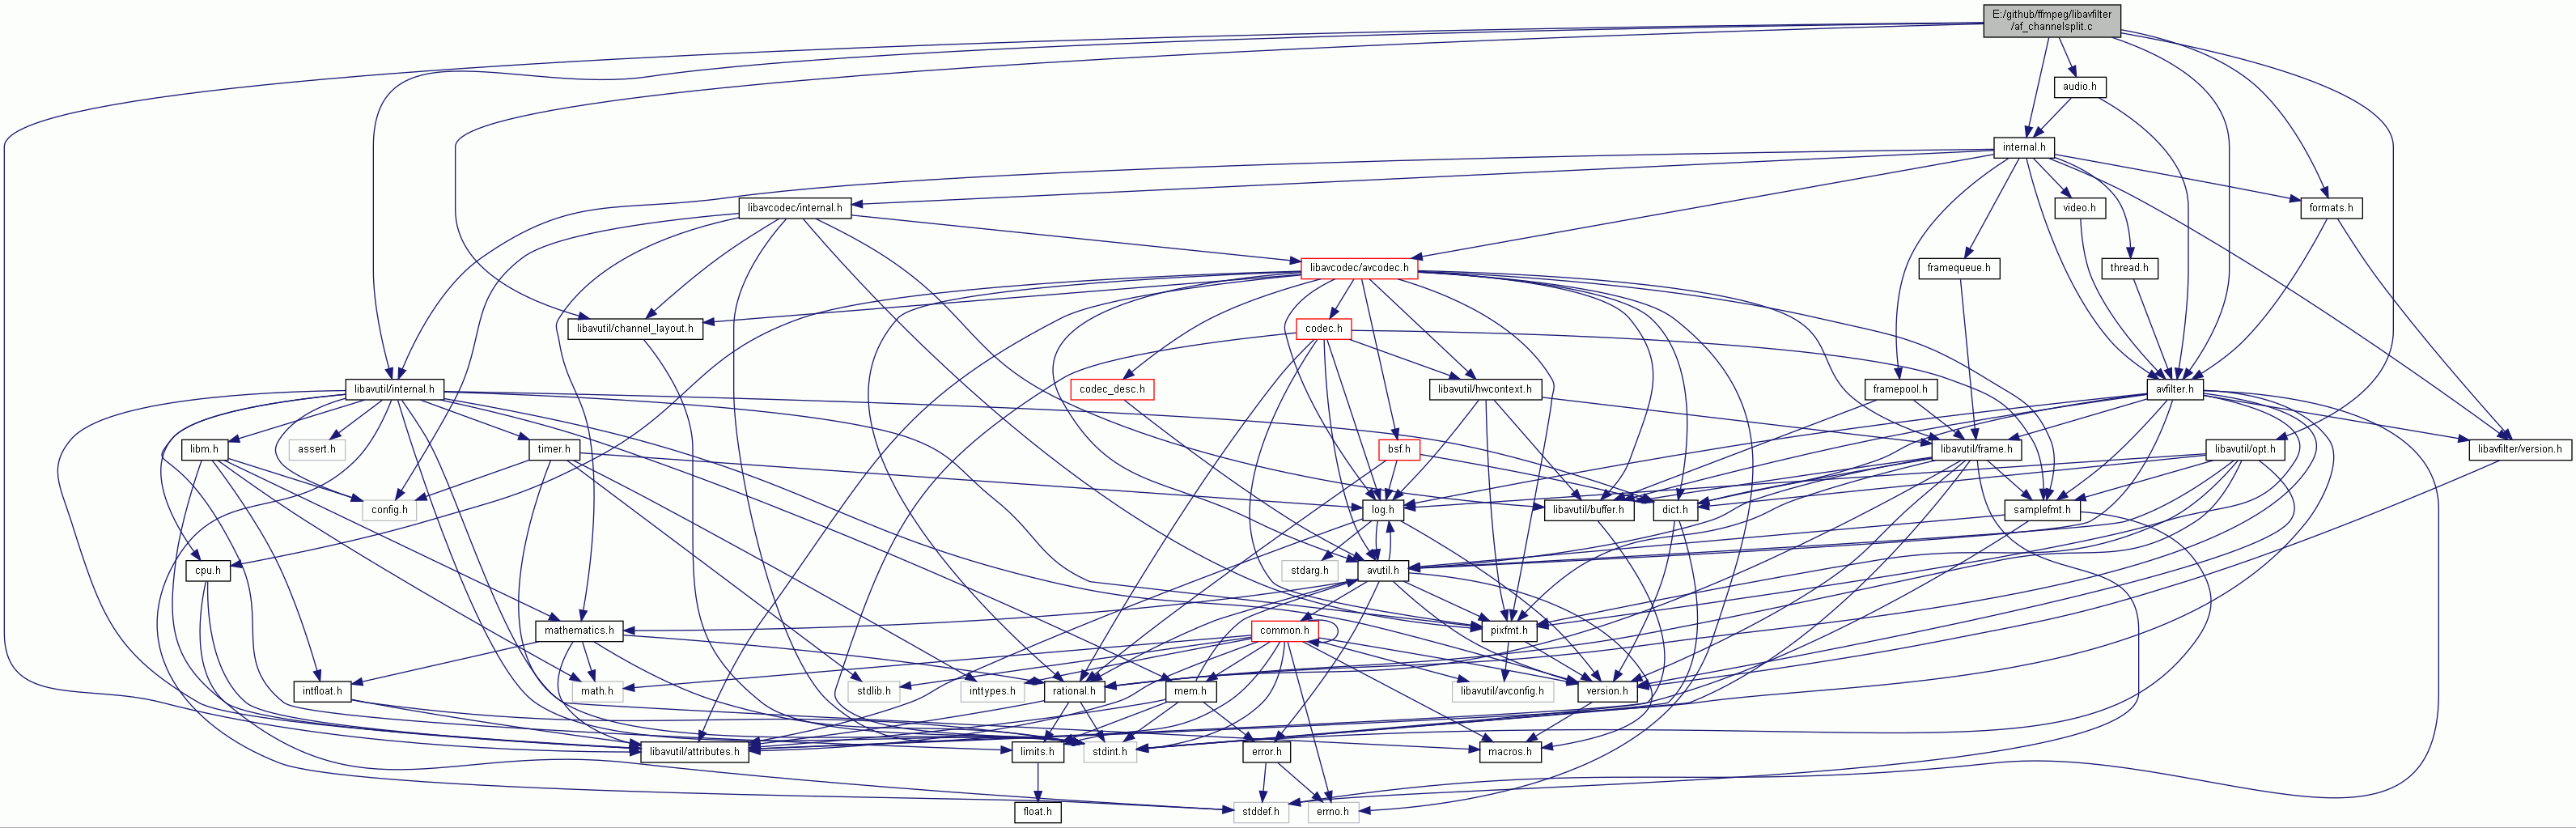 E:/github/ffmpeg/libavfilter
/af_channelsplit.c
audio.h
internal.h
libavcodec/internal.h
video.h
formats.h
libavcodec/avcodec.h
framequeue.h
thread.h
libavutil/channel_layout.h
codec.h
libavutil/internal.h
codec_desc.h
libavutil/hwcontext.h
framepool.h
avfilter.h
libm.h
assert.h
timer.h
bsf.h
libavutil/frame.h
libavutil/opt.h
libavfilter/version.h
config.h
log.h
libavutil/buffer.h
dict.h
samplefmt.h
cpu.h
stdarg.h
avutil.h
mathematics.h
common.h
pixfmt.h
intfloat.h
math.h
stdlib.h
inttypes.h
rational.h
mem.h
libavutil/avconfig.h
version.h
libavutil/attributes.h
limits.h
stdint.h
error.h
macros.h
float.h
stddef.h
errno.h